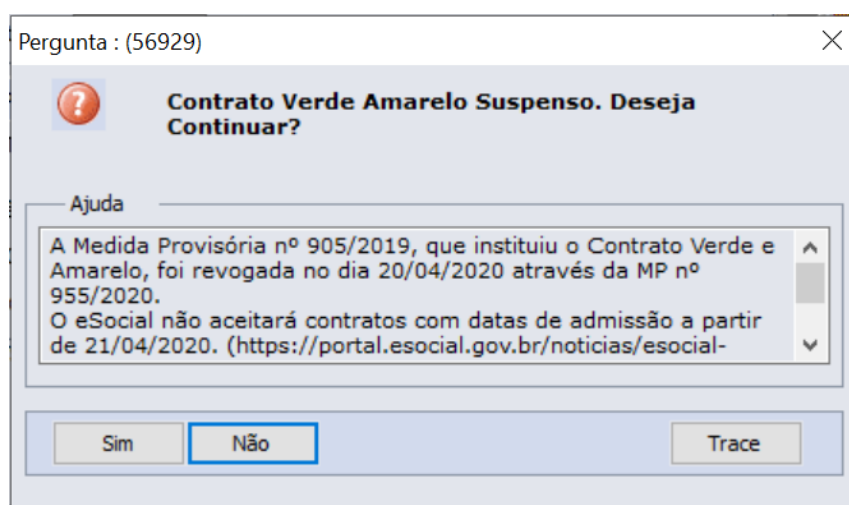 Pergunta : (56929)
Contrato Verde Amarelo Suspenso. Deseja
Continuar?
Ajuda
A Medida Provisória nº 905/2019, que instituiu o Contrato Verde e
Amarelo, foi revogada no dia 20/04/2020 através da MP nº
955/2020.
O eSocial não aceitará contratos com datas de admissão a partir
de 21/04/2020. (https://portal.esocial.gov.br/noticias/esocial-
Sim
Não
Trace